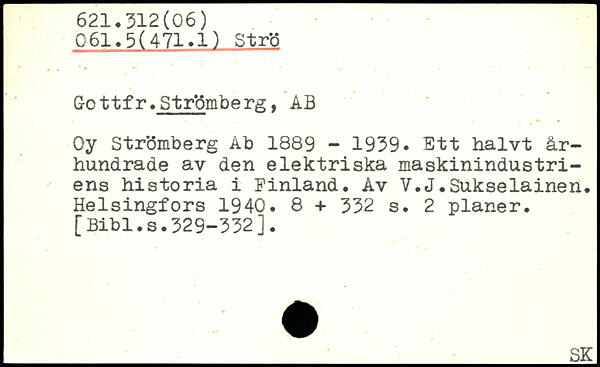 621.312(06)
061.5(471.1) Strö
Gottfr.Strömberg, AB
Oy Strömberg Ab 1889 - 1939. Ett halvt år-
hundrade av den elektriska maskinindustri-
ens historia i Finland. Av V.J.Sukselainen.
Helsingfors 1940. 8 + 332 s. 2 planer.
[Bibl.s.329-332].
SK